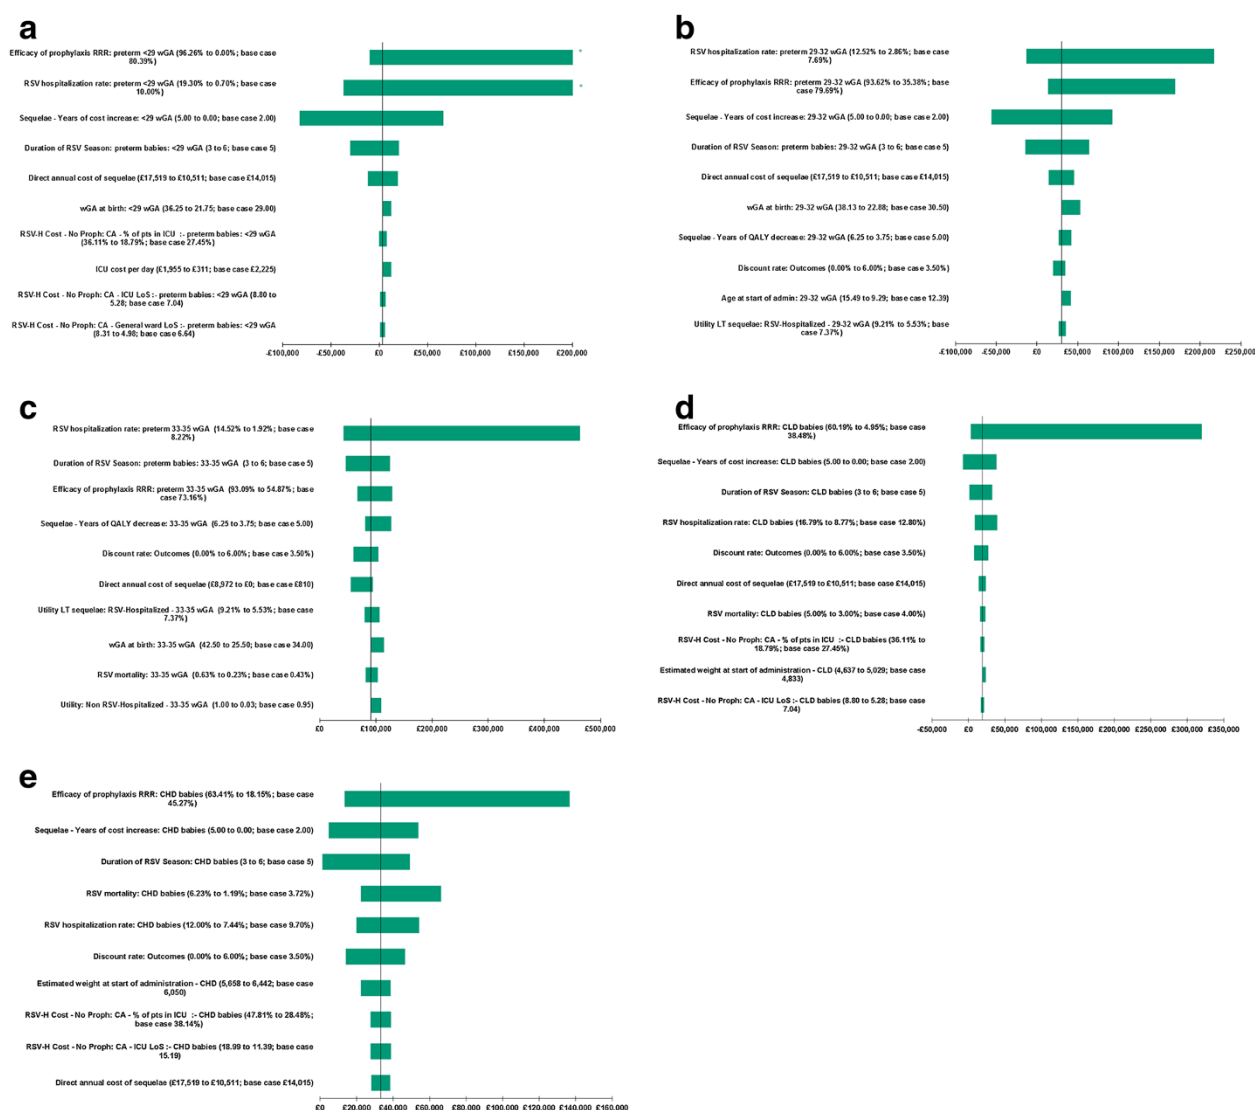 a
Efficacy of prophylaxis RRR: preterm <29 wGA (96.26% to 0.00%; base case
80.39%)
*
RSV hospitalization rate: preterm <29 wGA (19.30% to 0.70%; base case
10.00%)
*
Sequelae - Years of cost increase: <29 wGA (5.00 to 0.00; base case 2.00)
Duration of RSV Season: preterm babies: <29 wGA (3 to 6; base case 5)
Direct annual cost of sequelae (£17,519 to £10,511; base case £14,015)
wGA at birth: <29 wGA (36.25 to 21.75; base case 29.00)
RSV-H Cost - No Proph: CA - % of pts in ICU :- preterm babies: <29 wGA
(36.11% to 18.79%; base case 27.45%)
ICU cost per day (£1,955 to £311; base case £2,225)
RSV-H Cost - No Proph: CA - ICU LoS :- preterm babies: <29 wGA (8.80 to
5.28; base case 7.04)
RSV-H Cost - No Proph: CA - General ward LoS :- preterm babies: <29 wGA
(8.31 to 4.98; base case 6.64)
-£100,000 -£50,000 £0 £50,000 £100,000 £150,000 £200,000
b
RSV hospitalization rate: preterm 29-32 wGA (12.52% to 2.86%; base case
7.69%)
Efficacy of prophylaxis RRR: preterm 29-32 wGA (93.62% to 35.38%; base
case 79.69%)
Sequelae - Years of cost increase: 29-32 wGA (5.00 to 0.00; base case 2.00)
Duration of RSV Season: preterm babies: 29-32 wGA (3 to 6; base case 5)
Direct annual cost of sequelae (£17,519 to £10,511; base case £14,015)
wGA at birth: 29-32 wGA (38.13 to 22.88; base case 30.50)
Sequelae - Years of QALY decrease: 29-32 wGA (6.25 to 3.75; base case 5.00)
Discount rate: Outcomes (0.00% to 6.00%; base case 3.50%)
Age at start of admin: 29-32 wGA (15.49 to 9.29; base case 12.39)
Utility LT sequelae: RSV-Hospitalized - 29-32 wGA (9.21% to 5.53%; base
case 7.37%)
-£100,000 -£50,000 £0 £50,000 £100,000 £150,000 £200,000 £250,000
c
RSV hospitalization rate: preterm 33-35 wGA (14.52% to 1.92%; base case
8.22%)
Duration of RSV Season: preterm babies: 33-35 wGA (3 to 6; base case 5)
Efficacy of prophylaxis RRR: preterm 33-35 wGA (93.09% to 54.87%; base
case 73.16%)
Sequelae - Years of QALY decrease: 33-35 wGA (6.25 to 3.75; base case 5.00)
Discount rate: Outcomes (0.00% to 6.00%; base case 3.50%)
Direct annual cost of sequelae (£8,972 to £0; base case £810)
Utility LT sequelae: RSV-Hospitalized - 33-35 wGA (9.21% to 5.53%; base case
7.37%)
wGA at birth: 33-35 wGA (42.50 to 25.50; base case 34.00)
RSV mortality: 33-35 wGA (0.63% to 0.23%; base case 0.43%)
Utility: Non RSV-Hospitalized - 33-35 wGA (1.00 to 0.03; base case 0.95)
£0 £100,000 £200,000 £300,000 £400,000 £500,000
d
Efficacy of prophylaxis RRR: CLD babies (60.19% to 4.95%; base case
38.48%)
Sequelae - Years of cost increase: CLD babies (5.00 to 0.00; base case 2.00)
Duration of RSV Season: CLD babies (3 to 6; base case 5)
RSV hospitalization rate: CLD babies (16.79% to 8.77%; base case 12.80%)
Discount rate: Outcomes (0.00% to 6.00%; base case 3.50%)
Direct annual cost of sequelae (£17,519 to £10,511; base case £14,015)
RSV mortality: CLD babies (5.00% to 3.00%; base case 4.00%)
RSV-H Cost - No Proph: CA - % of pts in ICU :- CLD babies (36.11% to
18.79%; base case 27.45%)
Estimated weight at start of administration - CLD (4,637 to 5,029; base case
4,833)
RSV-H Cost - No Proph: CA - ICU LoS :- CLD babies (8.80 to 5.28; base case
7.04)
-£50,000 £0 £50,000 £100,000 £150,000 £200,000 £250,000 £300,000 £350,000
e
Efficacy of prophylaxis RRR: CHD babies (63.41% to 18.15%; base case
45.27%)
Sequelae - Years of cost increase: CHD babies (5.00 to 0.00; base case 2.00)
Duration of RSV Season: CHD babies (3 to 6; base case 5)
RSV mortality: CHD babies (6.23% to 1.19%; base case 3.72%)
RSV hospitalization rate: CHD babies (12.00% to 7.44%; base case 9.70%)
Discount rate: Outcomes (0.00% to 6.00%; base case 3.50%)
Estimated weight at start of administration - CHD (5,658 to 6,442; base case
6,050)
RSV-H Cost - No Proph: CA - % of pts in ICU :- CHD babies (47.81% to 28.48%;
base case 38.14%)
RSV-H Cost - No Proph: CA - ICU LoS :- CHD babies (18.99 to 11.39; base case
15.19)
Direct annual cost of sequelae (£17,519 to £10,511; base case £14,015)
£0 £20,000 £40,000 £60,000 £80,000 £100,000 £120,000 £140,000 £160,000